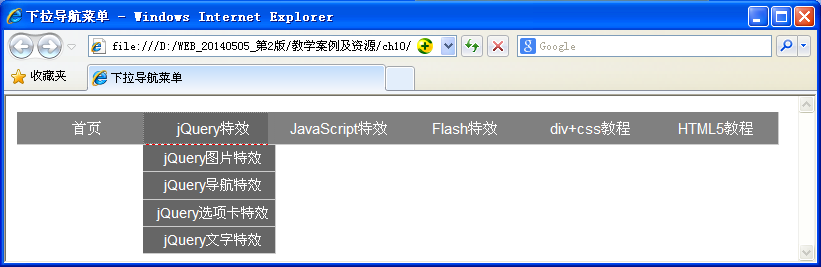 下拉导航菜单 - Windows Internet Explorer
file:///D:/WEB_20140505_第2版/教学案例及资源/ch10/ Google
收藏夹 下拉导航菜单
首页 jQuery特效 JavaScript特效 Flash特效 div+css教程 HTML5教程
jQuery图片特效
jQuery导航特效
jQuery选项卡特效
jQuery文字特效